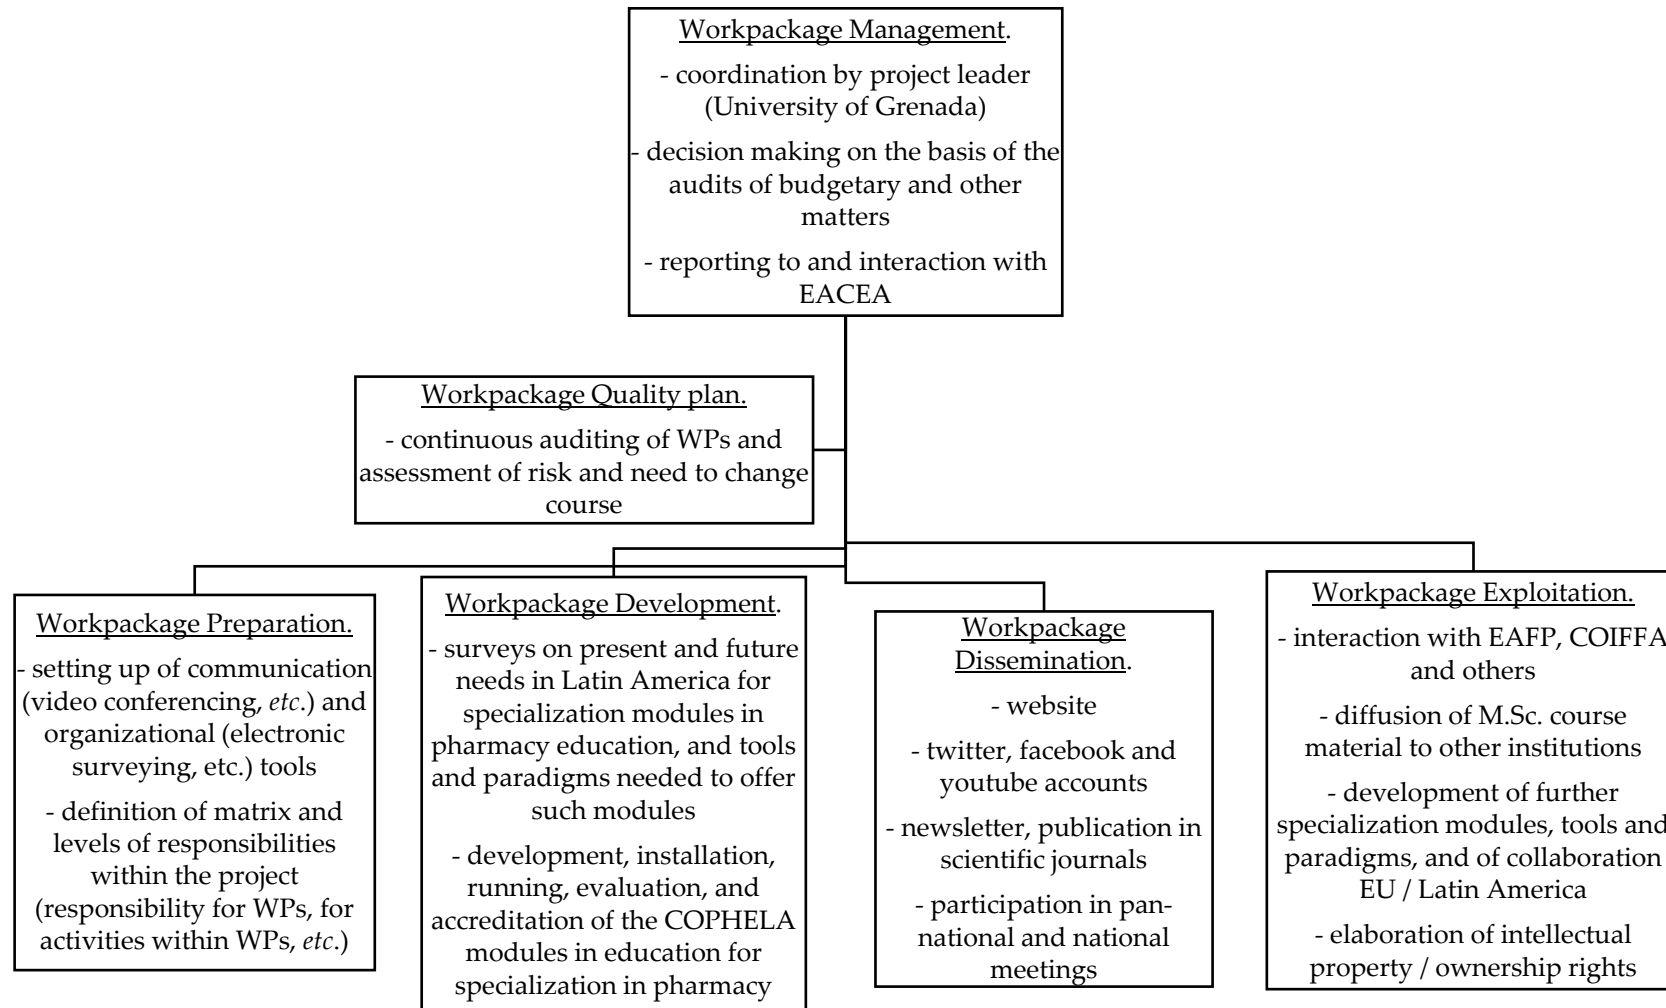 Workpackage Management.
- coordination by project leader
(University of Grenada)
- decision making on the basis of the
audits of budgetary and other
matters
- reporting to and interaction with
EACEA
Workpackage Quality plan.
- continuous auditing of WPs and
assessment of risk and need to change
course
Workpackage Preparation.
- setting up of communication
(video conferencing, etc.) and
organizational (electronic
surveying, etc.) tools
- definition of matrix and
levels of responsibilities
within the project
(responsibility for WPs, for
activities within WPs, etc.)
Workpackage Development.
- surveys on present and future
needs in Latin America for
specialization modules in
pharmacy education, and tools
and paradigms needed to offer
such modules
- development, installation,
running, evaluation, and
accreditation of the COPHELA
modules in education for
specialization in pharmacy
Workpackage
Dissemination.
- website
- twitter, facebook and
youtube accounts
- newsletter, publication in
scientific journals
- participation in pan-
national and national
meetings
Workpackage Exploitation.
- interaction with EAFP, COIFFA
and others
- diffusion of M.Sc. course
material to other institutions
- development of further
specialization modules, tools and
paradigms, and of collaboration
EU / Latin America
- elaboration of intellectual
property / ownership rights